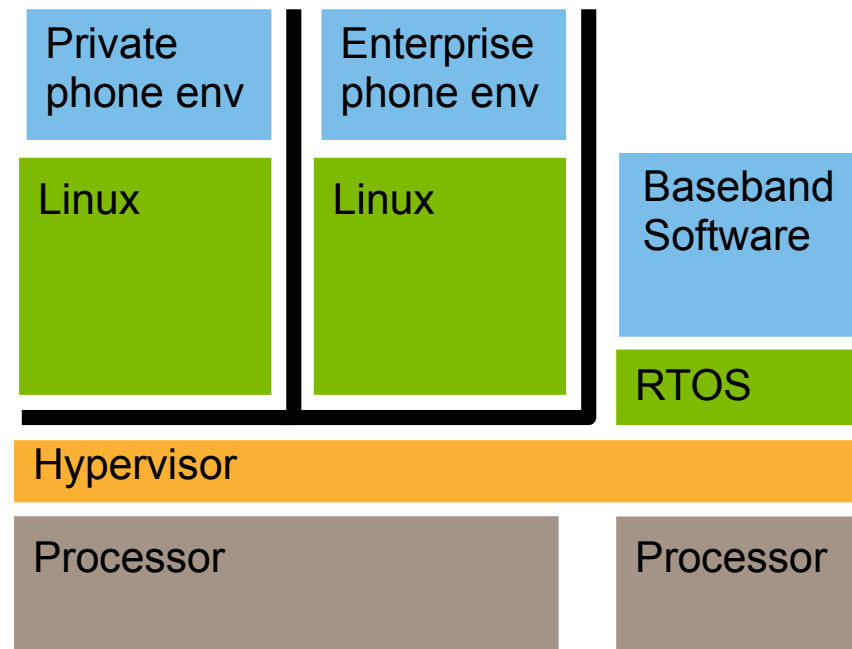 Private
phone env
Enterprise
phone env
Linux
Linux
Baseband
Software
RTOS
Hypervisor
Processor
Processor